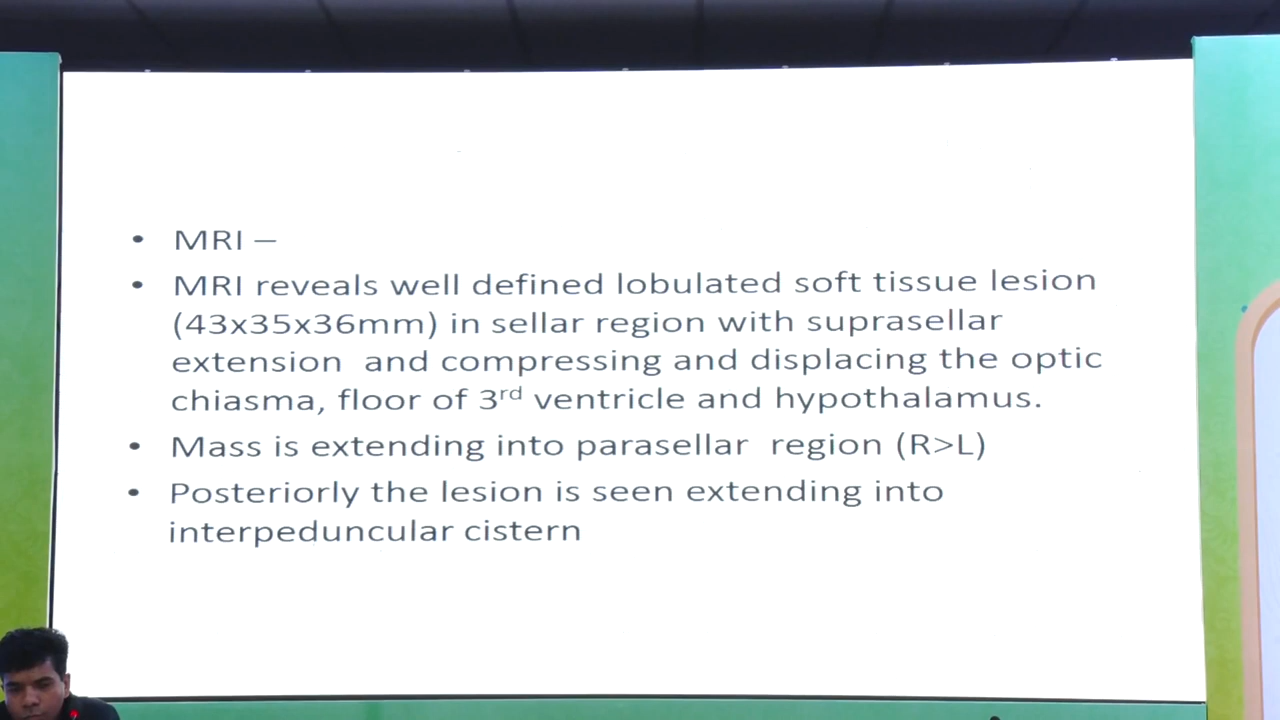 • MRI –
• MRI reveals well defined lobulated soft tissue lesion
(43x35x36mm) in sellar region with suprasellar
extension and compressing and displacing the optic
chiasma, floor of 3rd ventricle and hypothalamus.
• Mass is extending into parasellar region (R>L)
• Posteriorly the lesion is seen extending into
interpeduncular cistern